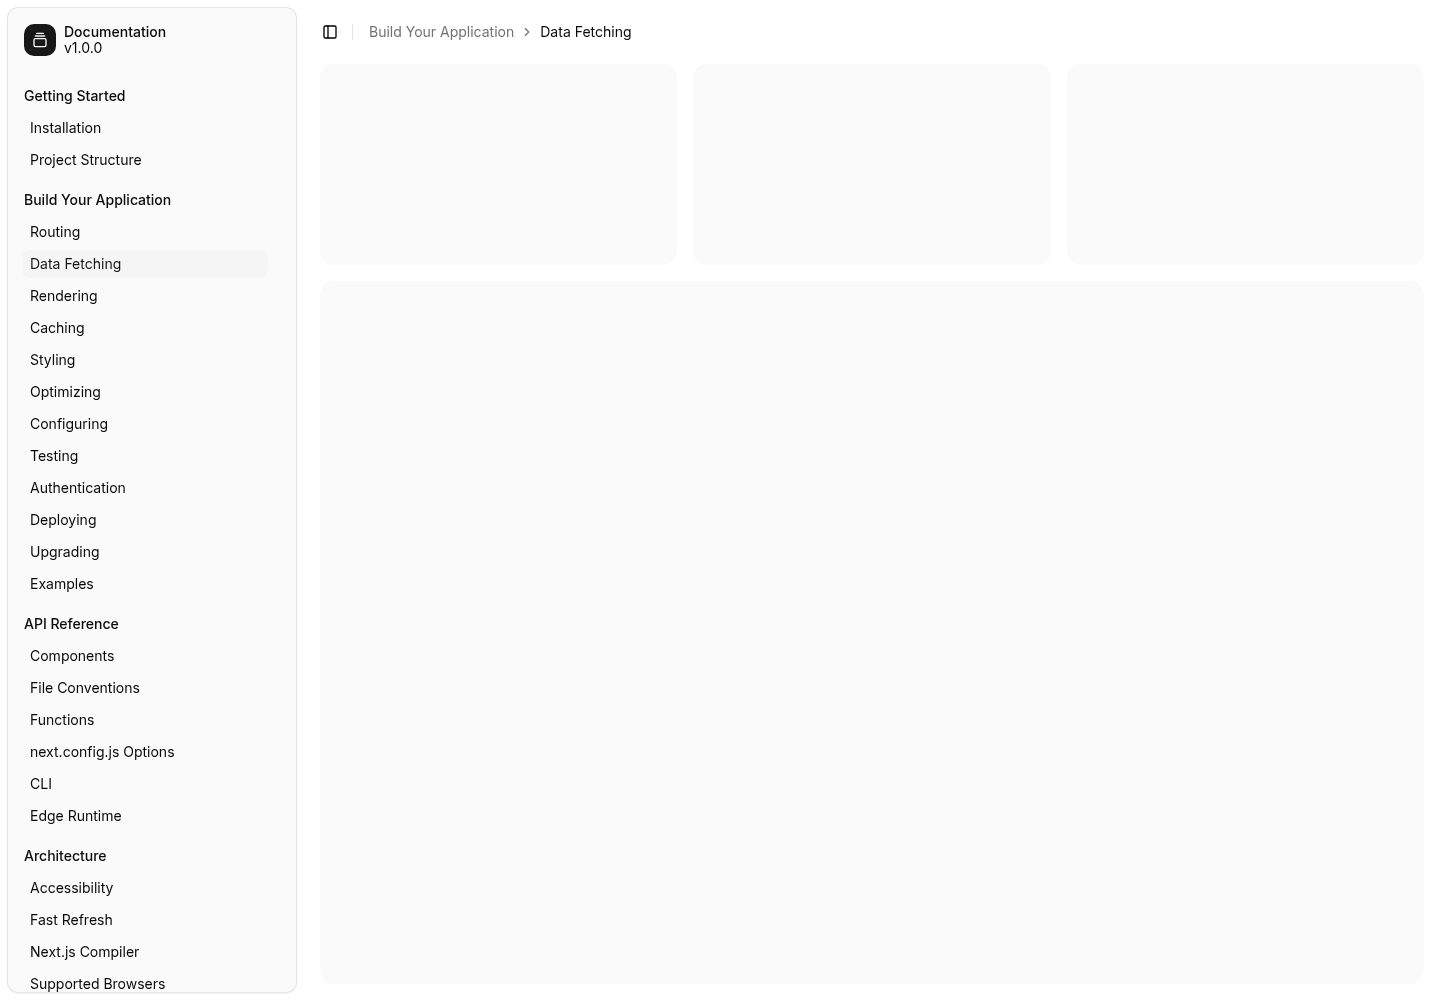 Documentation
v1.0.0
Getting Started
Installation
Project Structure
Build Your Application
Routing
Data Fetching
Rendering
Caching
Styling
Optimizing
Configuring
Testing
Authentication
Deploying
Upgrading
Examples
API Reference
Components
File Conventions
Functions
next.config.js Options
CLI
Edge Runtime
Architecture
Accessibility
Fast Refresh
Next.js Compiler
Supported Browsers
Build Your Application > Data Fetching